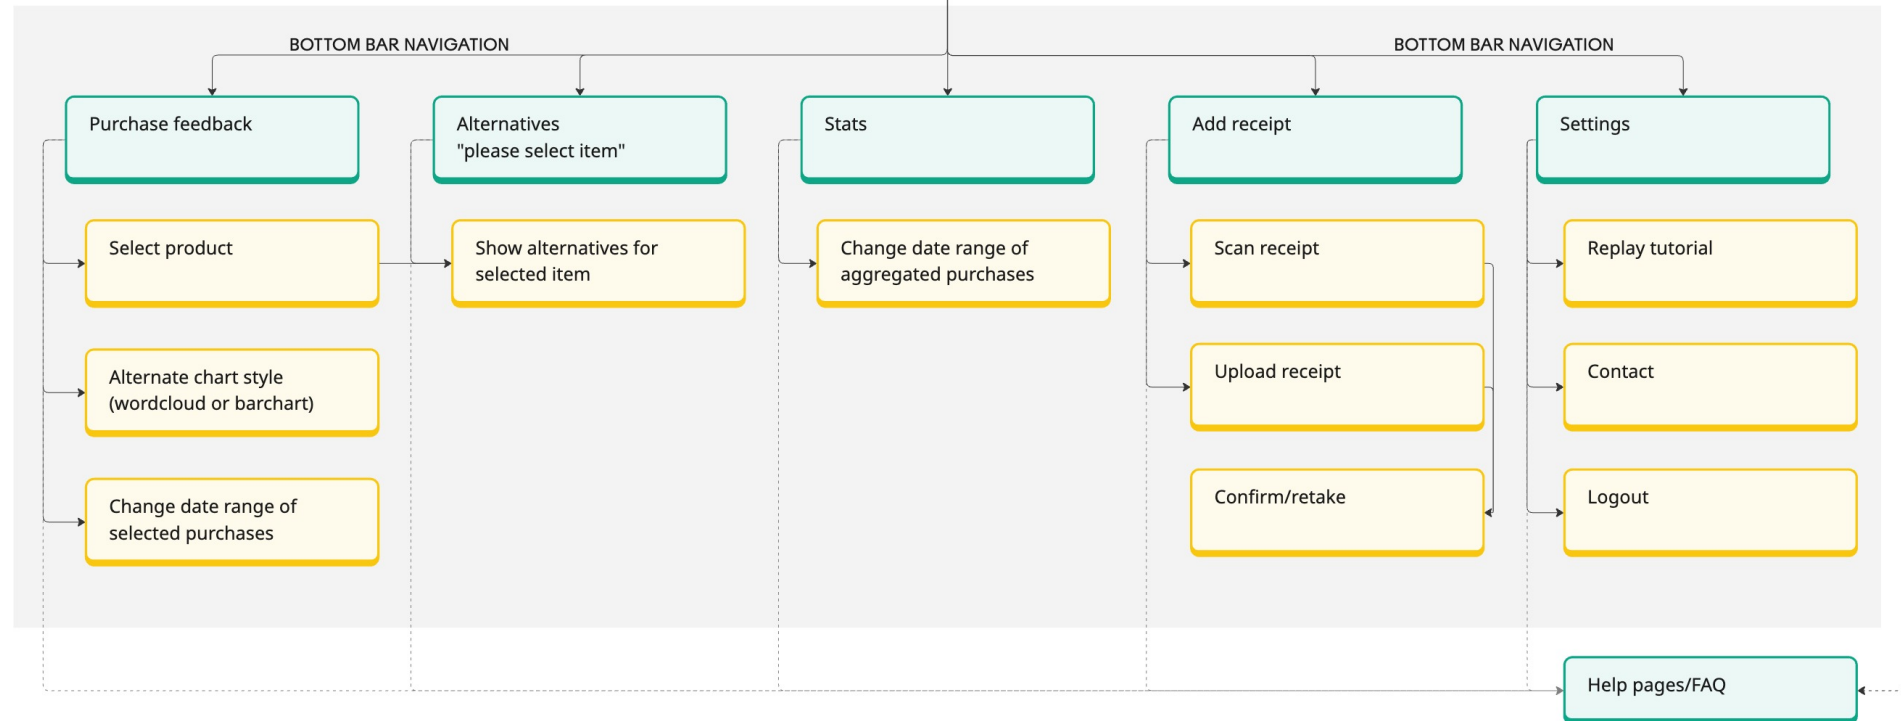 BOTTOM BAR NAVIGATION
BOTTOM BAR NAVIGATION
Purchase feedback
Alternatives
"please select item"
Stats
Add receipt
Settings
Select product
Show alternatives for
selected item
Change date range of
aggregated purchases
Scan receipt
Replay tutorial
Alternate chart style
(wordcloud or barchart)
Upload receipt
Contact
Change date range of
selected purchases
Confirm/retake
Logout
Help pages/FAQ